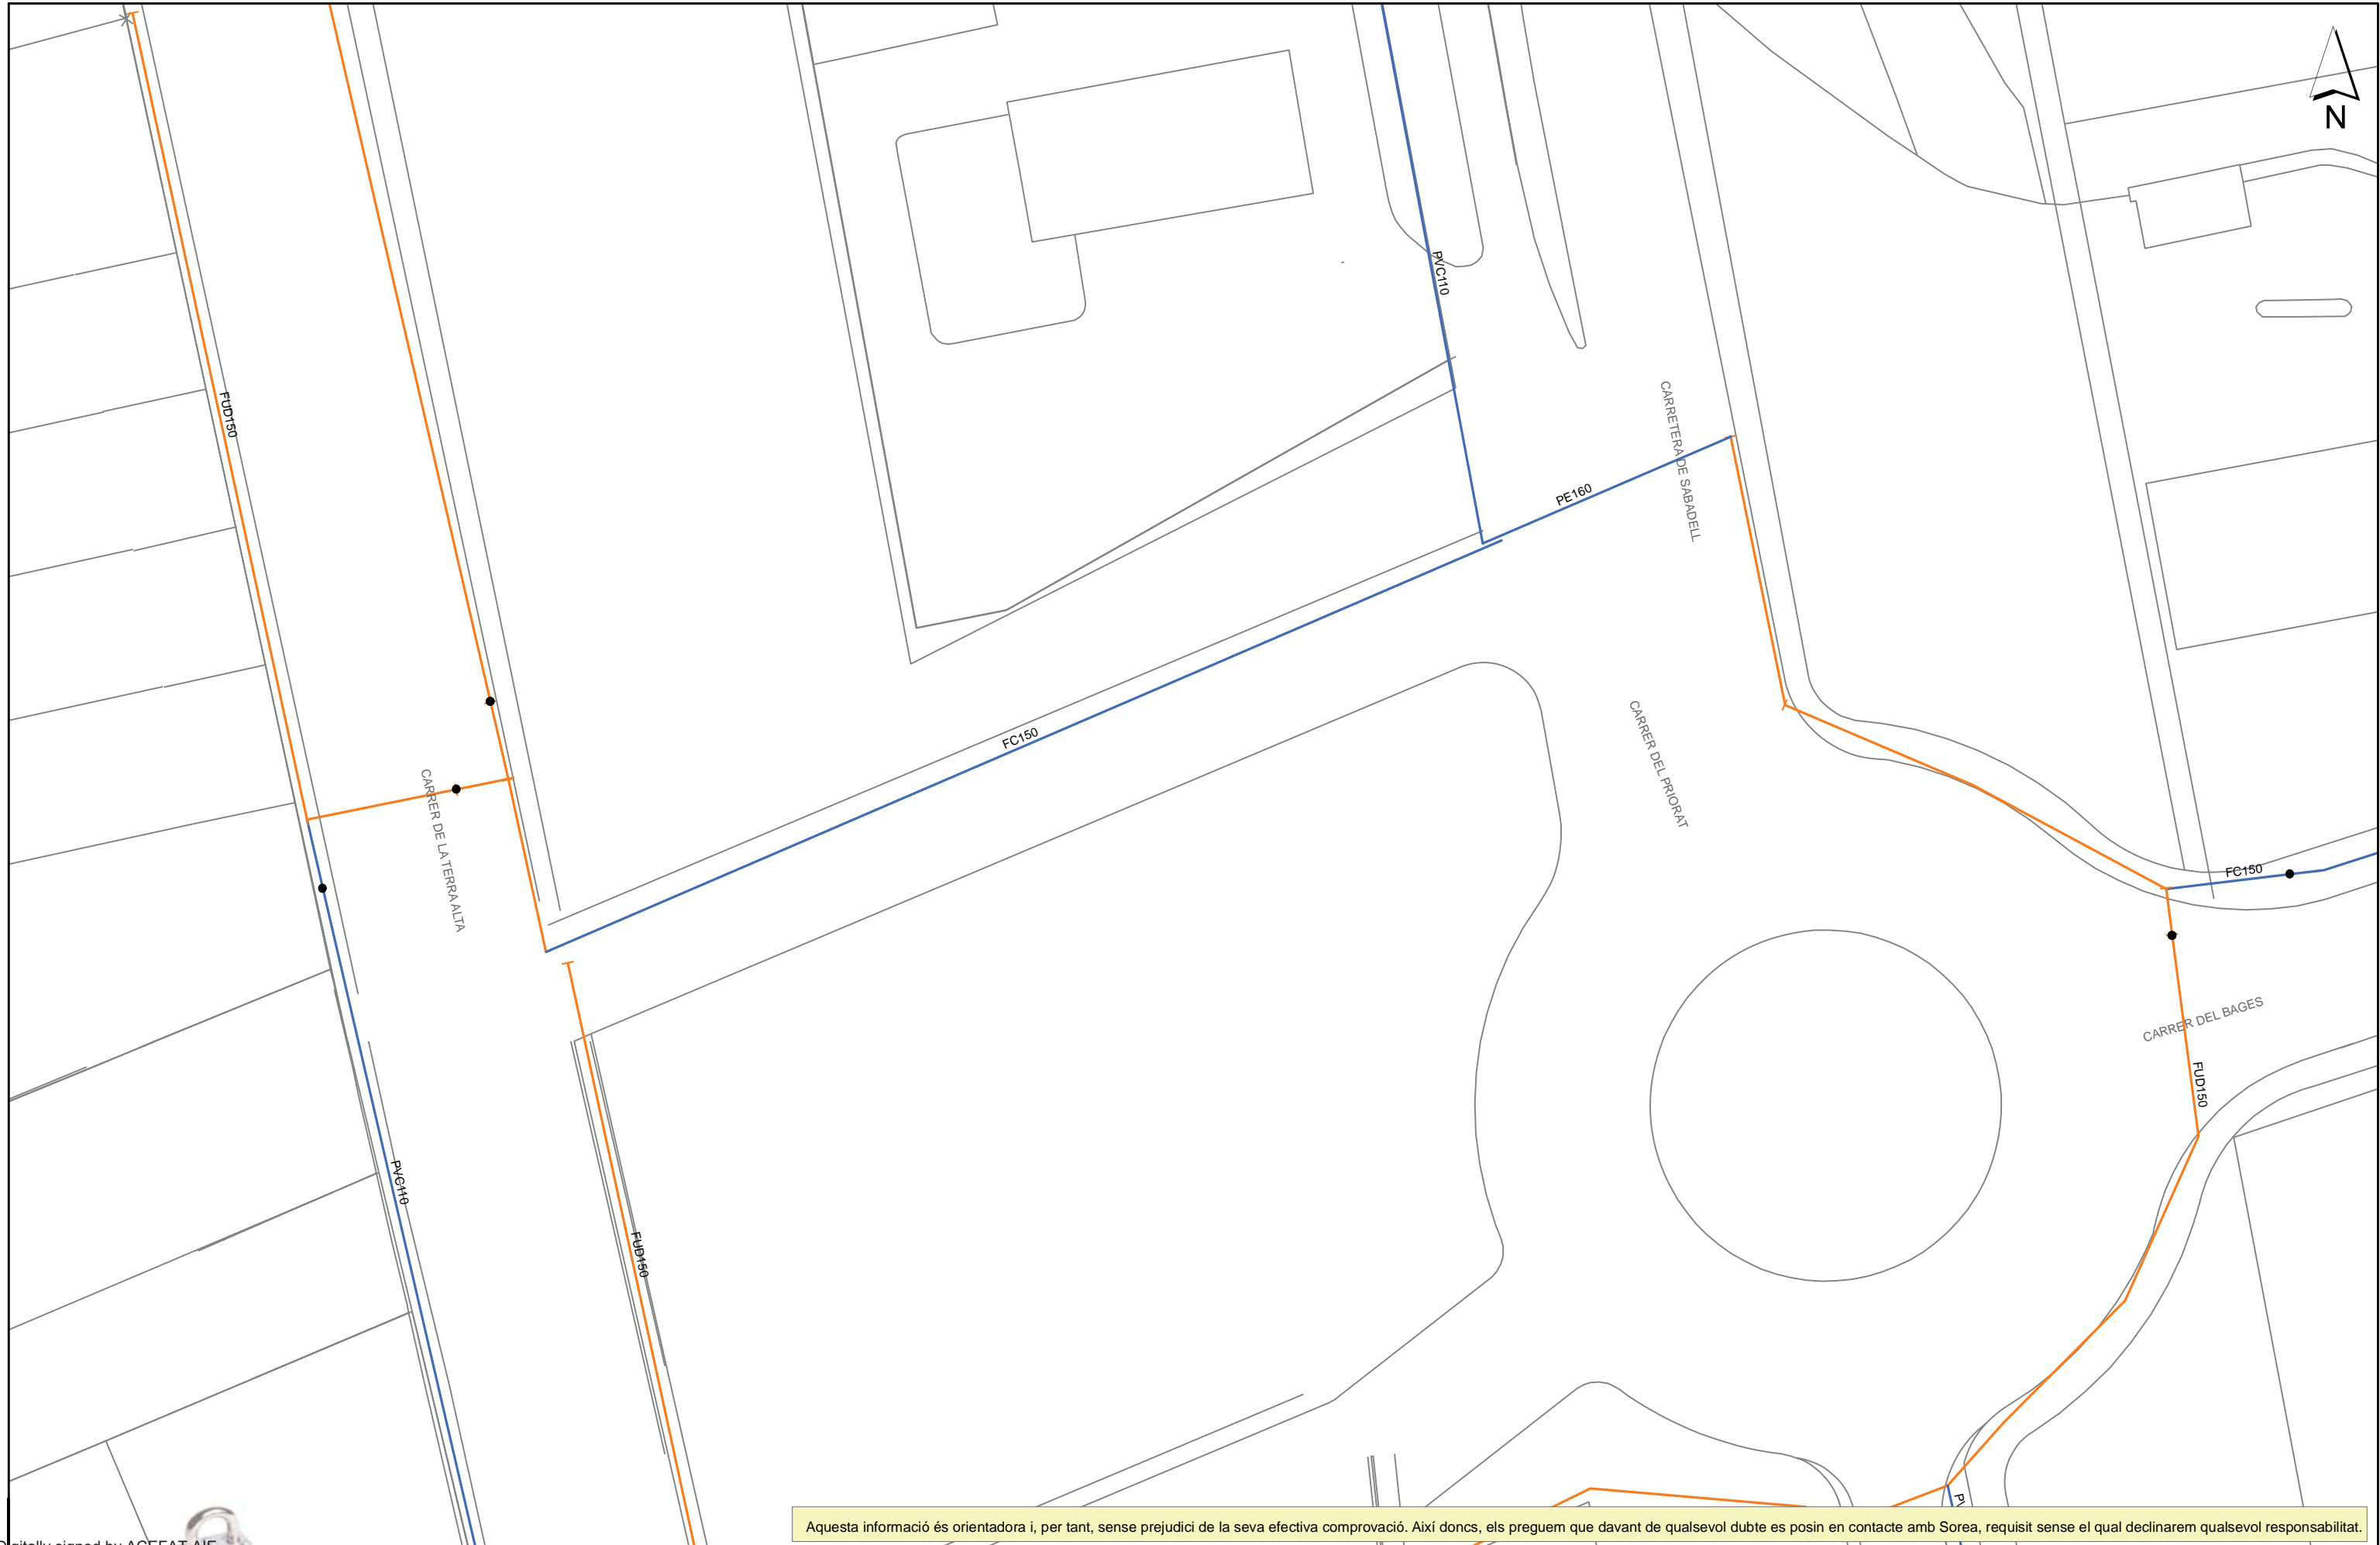 N
FUD150
PVC110
CARRETERA DE SABADELL
PE160
FC150
CARRER DEL PRIORAT
CARRER DE LA TERRA ALTA
FC150
CARRER DEL BAGES
FUD150
PVC110
FUD150
Aquesta informació és orientadora i, per tant, sense prejudici de la seva efectiva comprovació. Així doncs, els preguem que davant de qualsevol dubte es posin en contacte amb Sorea, requisit sense el qual declinarem qualsevol responsabilitat.